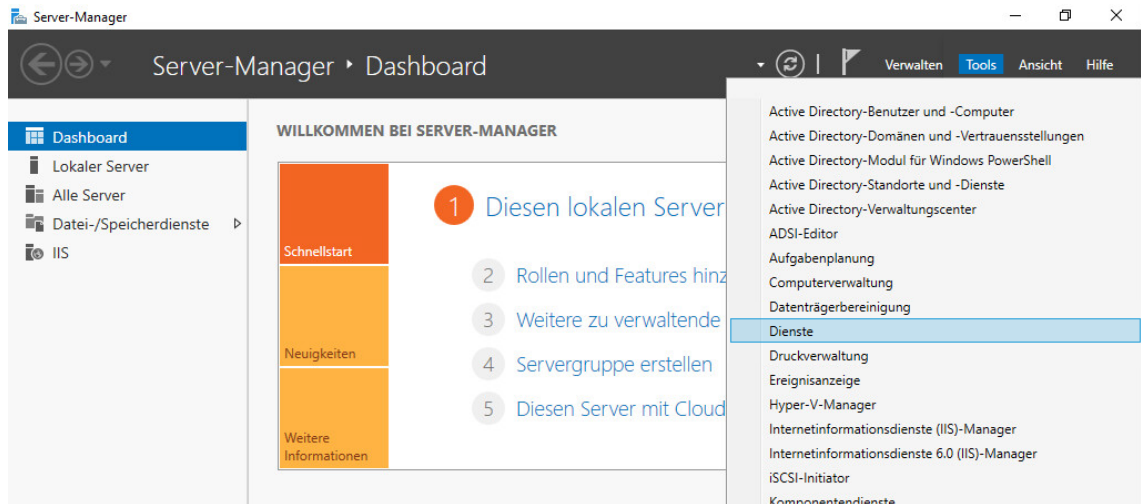 Server-Manager
Server-Manager Dashboard
Verwalten Tools Ansicht Hilfe
Dashboard
Lokaler Server
Alle Server
Datei-/Speicherdienste
IIS
WILLKOMMEN BEI SERVER-MANAGER
Schnellstart
Neuigkeiten
Weitere
Informationen
1 Diesen lokalen Server
2 Rollen und Features hinz
3 Weitere zu verwaltende
4 Servergruppe erstellen
5 Diesen Server mit Cloud
Active Directory-Benutzer und -Computer
Active Directory-Domänen und -Vertrauensstellungen
Active Directory-Modul für Windows PowerShell
Active Directory-Standorte und -Dienste
Active Directory-Verwaltungscenter
ADSI-Editor
Aufgabenplanung
Computerverwaltung
Datenträgerbereinigung
Dienste
Druckverwaltung
Ereignisanzeige
Hyper-V-Manager
Internetinformationsdienste (IIS)-Manager
Internetinformationsdienste 6.0 (IIS)-Manager
iSCSI-Initiator
Komponentendienste